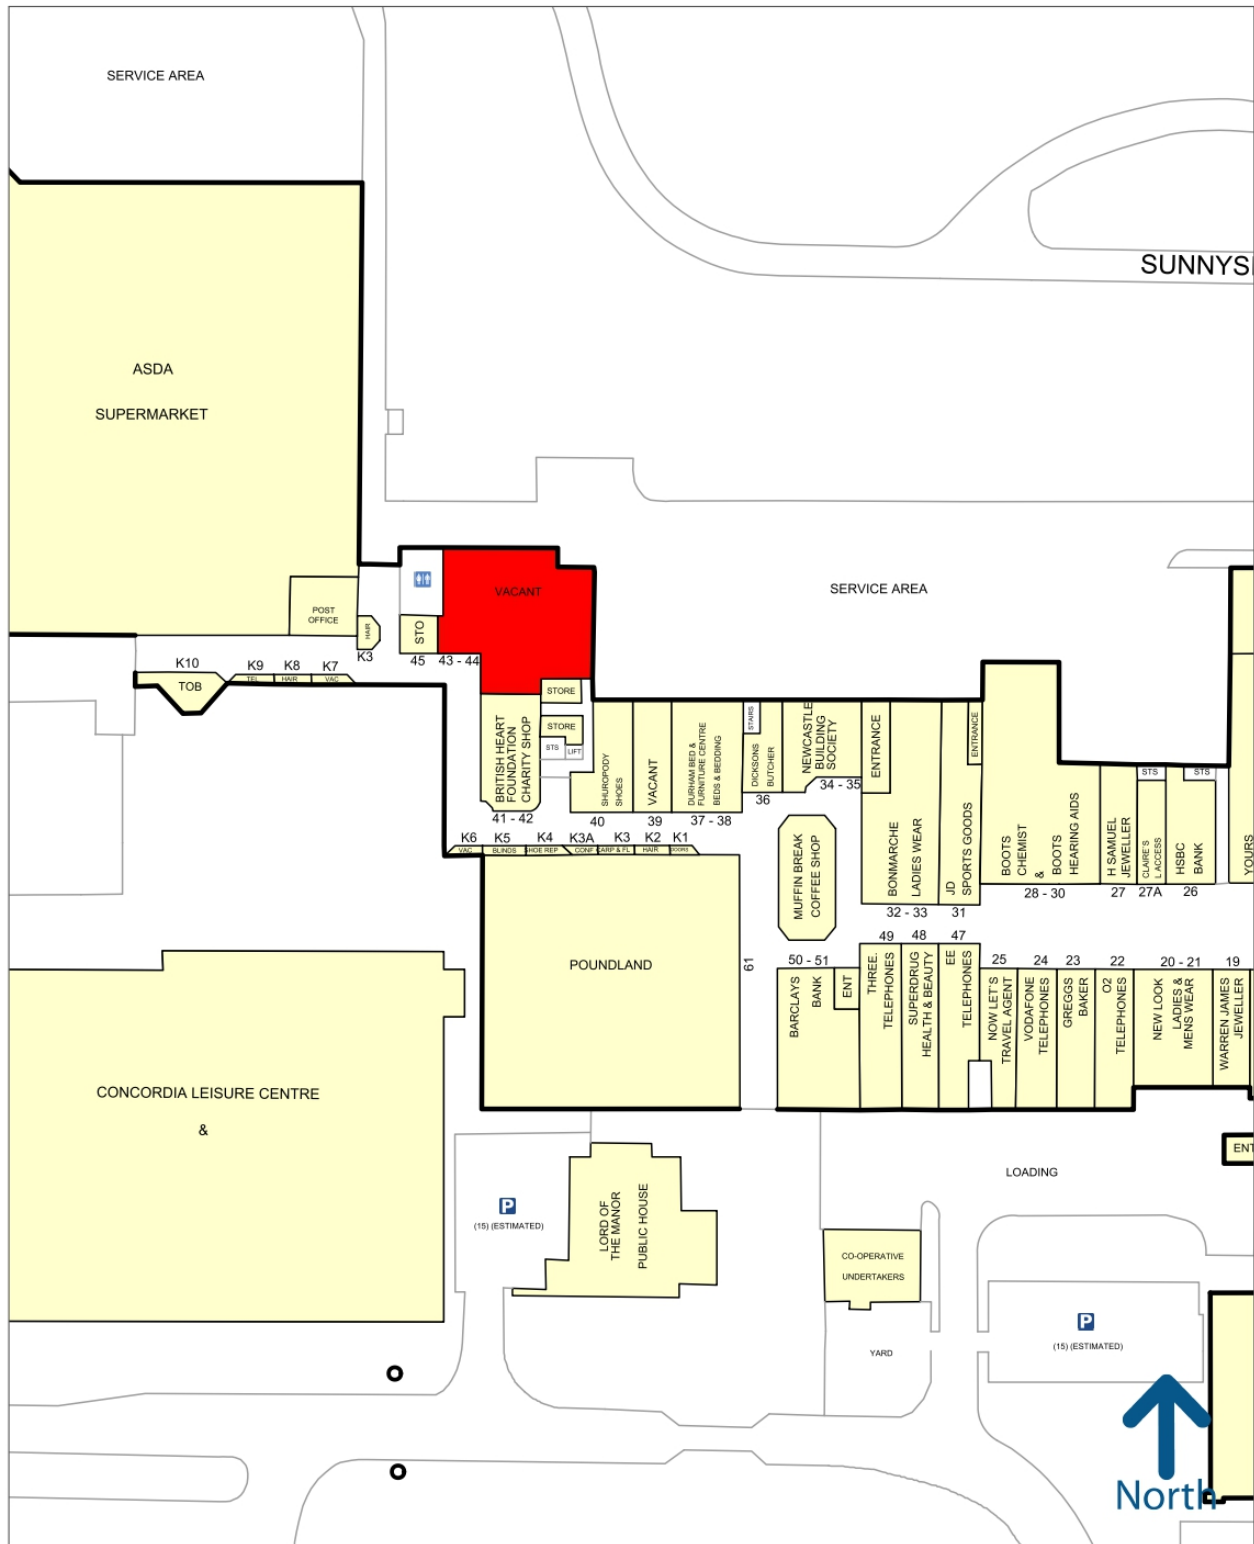 SERVICE AREA
SUNNYSI
ASDA
SUPERMARKET
VACANT
SERVICE AREA
POST
OFFICE
HAIR
K3
STO
45
43 - 44
K10
TOB
K9
TEL
K8
HAIR
K7
VAC
STORE
STORE
STS
LIFT
BRITISH HEART
FOUNDATION
CHARITY SHOP
41 - 42
SHUROPODY
SHOES
40
VACANT
39
DURHAM BED &
FURNITURE CENTRE
BEDS & BEDDING
37 - 38
STAIRS
DICKSONS
BUTCHER
36
NEWCASTLE
BUILDING
SOCIETY
34 - 35
ENTRANCE
BONMARCHE
LADIES WEAR
32 - 33
ENTRANCE
JD
SPORTS GOODS
31
BOOTS
CHEMIST
&
BOOTS
HEARING AIDS
28 - 30
H SAMUEL
JEWELLER
27
STS
CLAIRE'S
L ACCESS
27A
STS
HSBC
BANK
26
YOURS
K6
VAC
K5
BLINDS
K4
SHOE REP
K3A
CONF
K3
CARP & FL
K2
HAIR
K1
DOORS
MUFFIN BREAK
COFFEE SHOP
POUNDLAND
61
50 - 51
BARCLAYS
BANK
ENT
49
THREE.
TELEPHONES
48
SUPERDRUG
HEALTH & BEAUTY
47
EE
TELEPHONES
25
NOW LET'S
TRAVEL AGENT
24
VODAFONE
TELEPHONES
23
GREGGS
BAKER
22
O2
TELEPHONES
20 - 21
NEW LOOK
LADIES &
MENS WEAR
19
WARREN JAMES
JEWELLER
CONCORDIA LEISURE CENTRE
&
ENT
LOADING
P
(15) (ESTIMATED)
LORD OF
THE MANOR
PUBLIC HOUSE
CO-OPERATIVE
UNDERTAKERS
YARD
P
(15) (ESTIMATED)
North